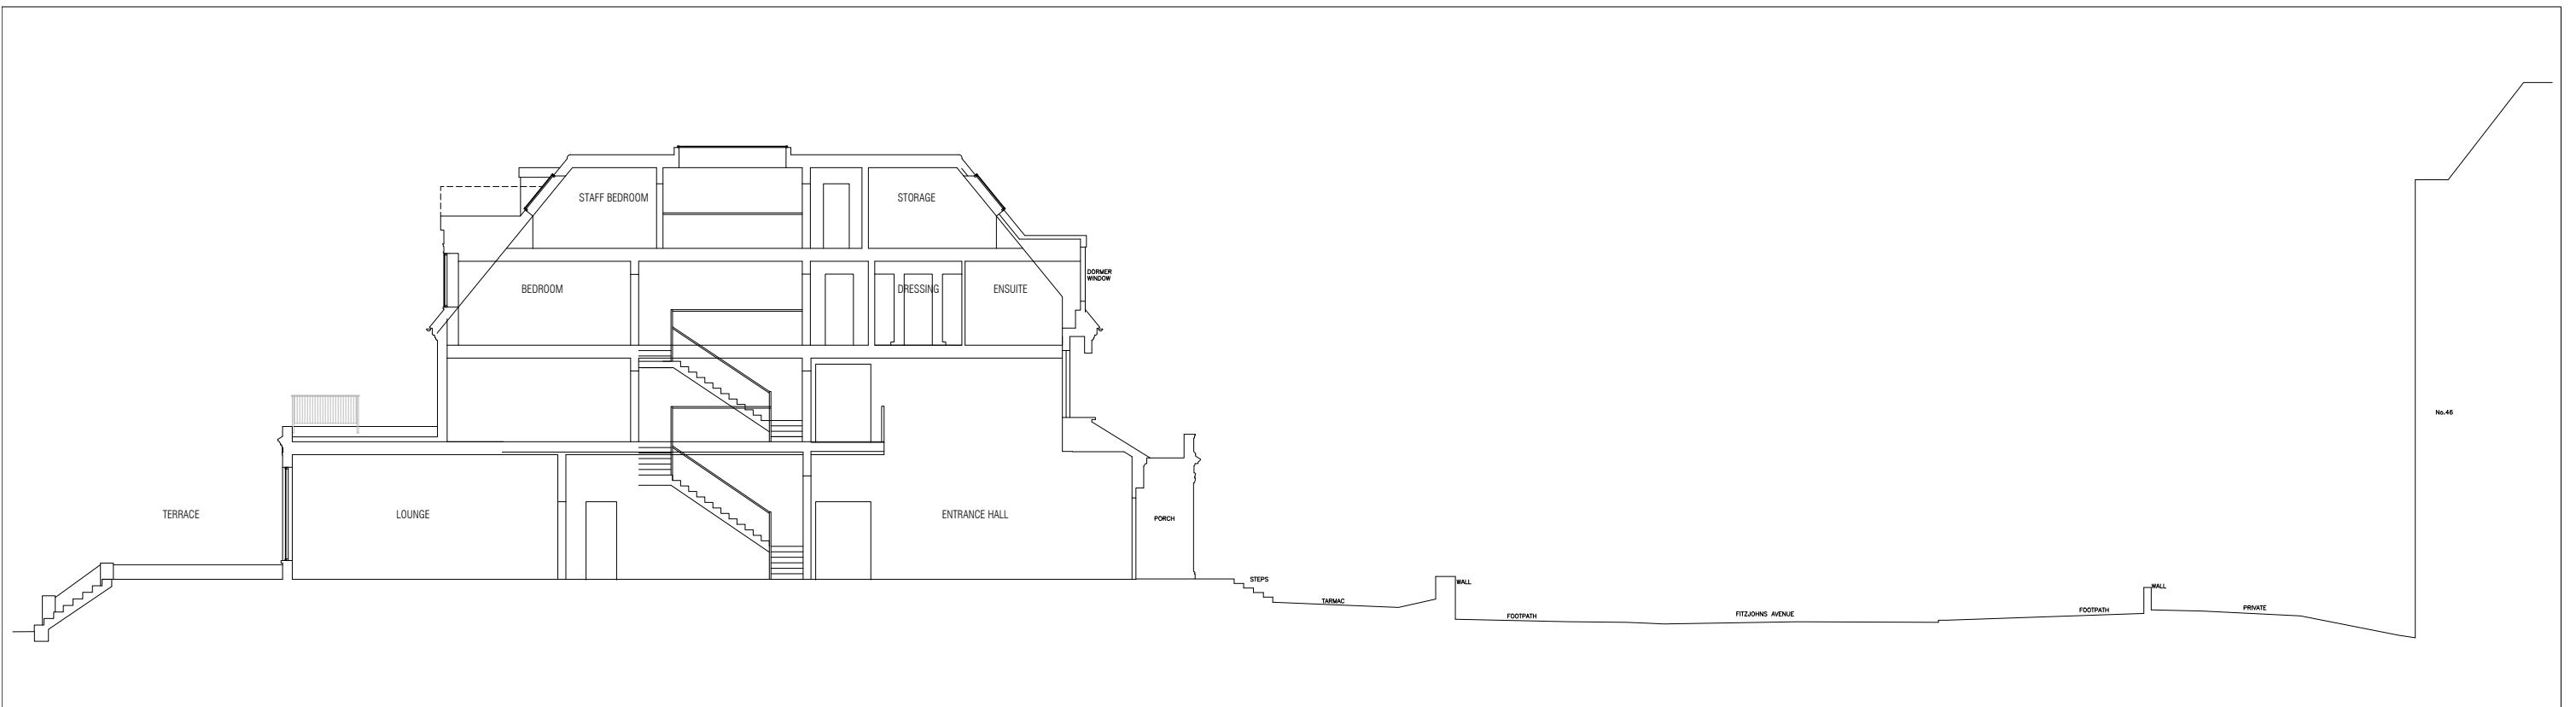 STAFF BEDROOM
STORAGE
BEDROOM
DRESSING
ENSUITE
DORMER
WINDOW
No.46
TERRACE
LOUNGE
ENTRANCE HALL
PORCH
STEPS
TARMAC
WALL
FOOTPATH
FITZJOHNS AVENUE
FOOTPATH
WALL
PRIVATE